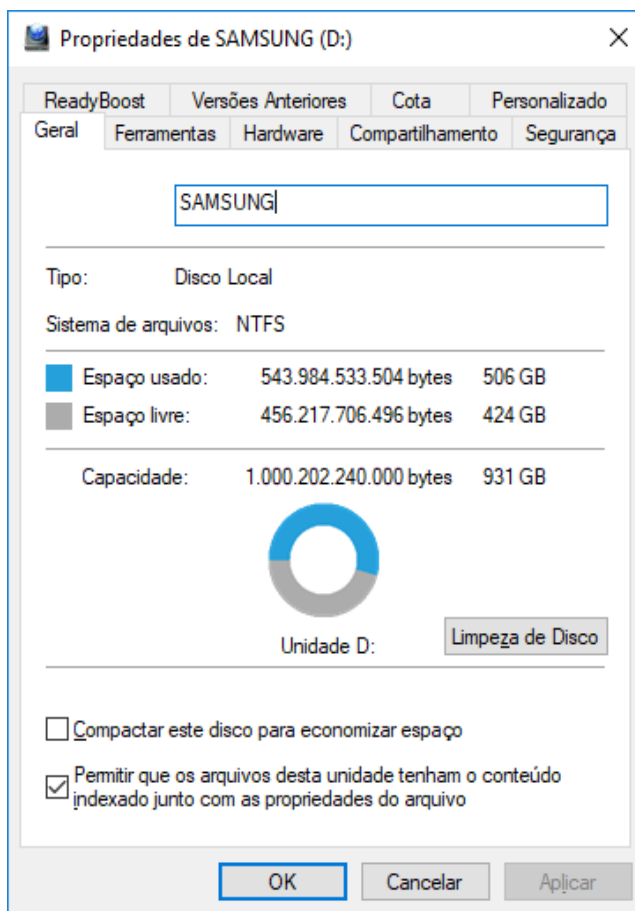 Propriedades de SAMSUNG (D:)
ReadyBoost Versões Anteriores Cota Personalizado
Geral Ferramentas Hardware Compartilhamento Segurança
SAMSUNG
Tipo: Disco Local
Sistema de arquivos: NTFS
Espaço usado: 543.984.533.504 bytes 506 GB
Espaço livre: 456.217.706.496 bytes 424 GB
Capacidade: 1.000.202.240.000 bytes 931 GB
Unidade D: Limpeza de Disco
Compactar este disco para economizar espaço
Permitir que os arquivos desta unidade tenham o conteúdo
indexado junto com as propriedades do arquivo
OK Cancelar Aplicar